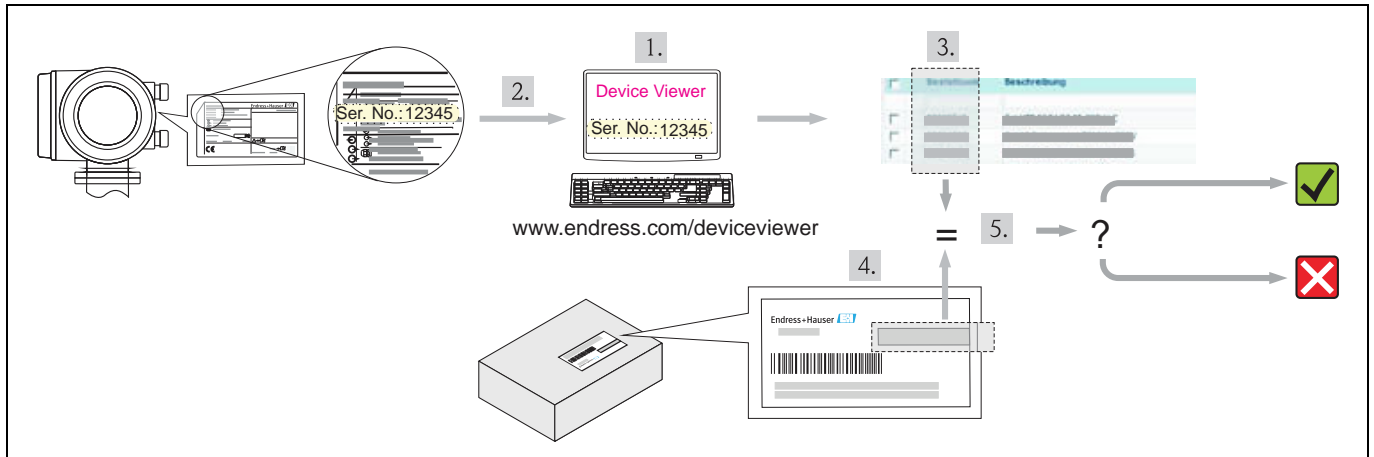 1.
3.
Device Viewer
Beschreibung
Endress+Hauser
2.
Ser. No.:12345
Ser. No.:12345
www.endress.com/deviceviewer
=
5.
?
4.
Endress+Hauser